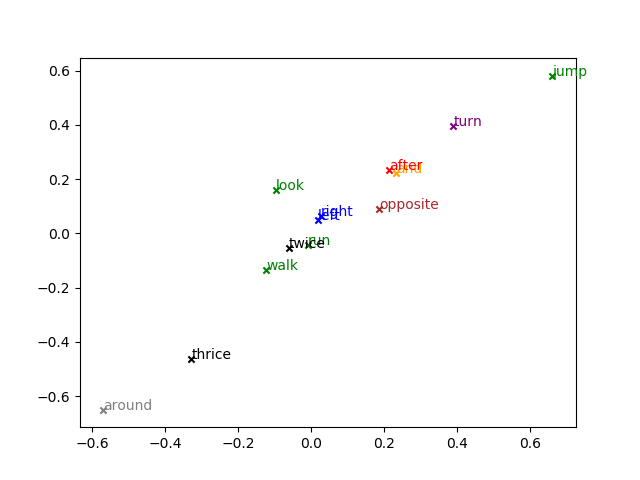 jump
0.6
turn
0.4
after
and
look
0.2
opposite
right
left
0.0
run
twice
walk
−0.2
−0.4
thrice
around
−0.6
−0.6
−0.4
−0.2
0.0
0.2
0.4
0.6